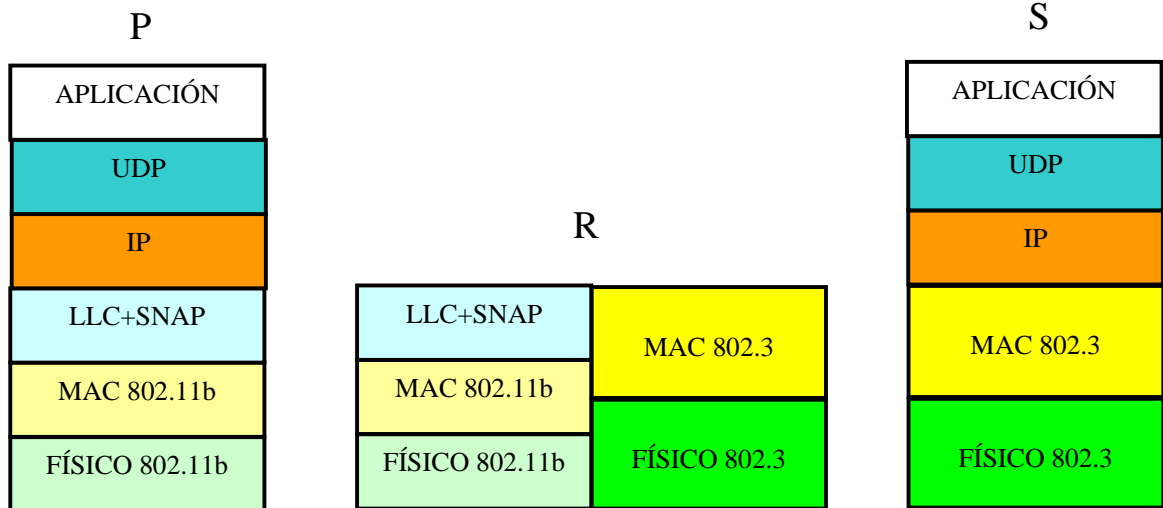 P
APLICACIÓN
UDP
IP
LLC+SNAP
MAC 802.11b
FÍSICO 802.11b
R
LLC+SNAP
MAC 802.11b
FÍSICO 802.11b
MAC 802.3
FÍSICO 802.3
S
APLICACIÓN
UDP
IP
MAC 802.3
FÍSICO 802.3